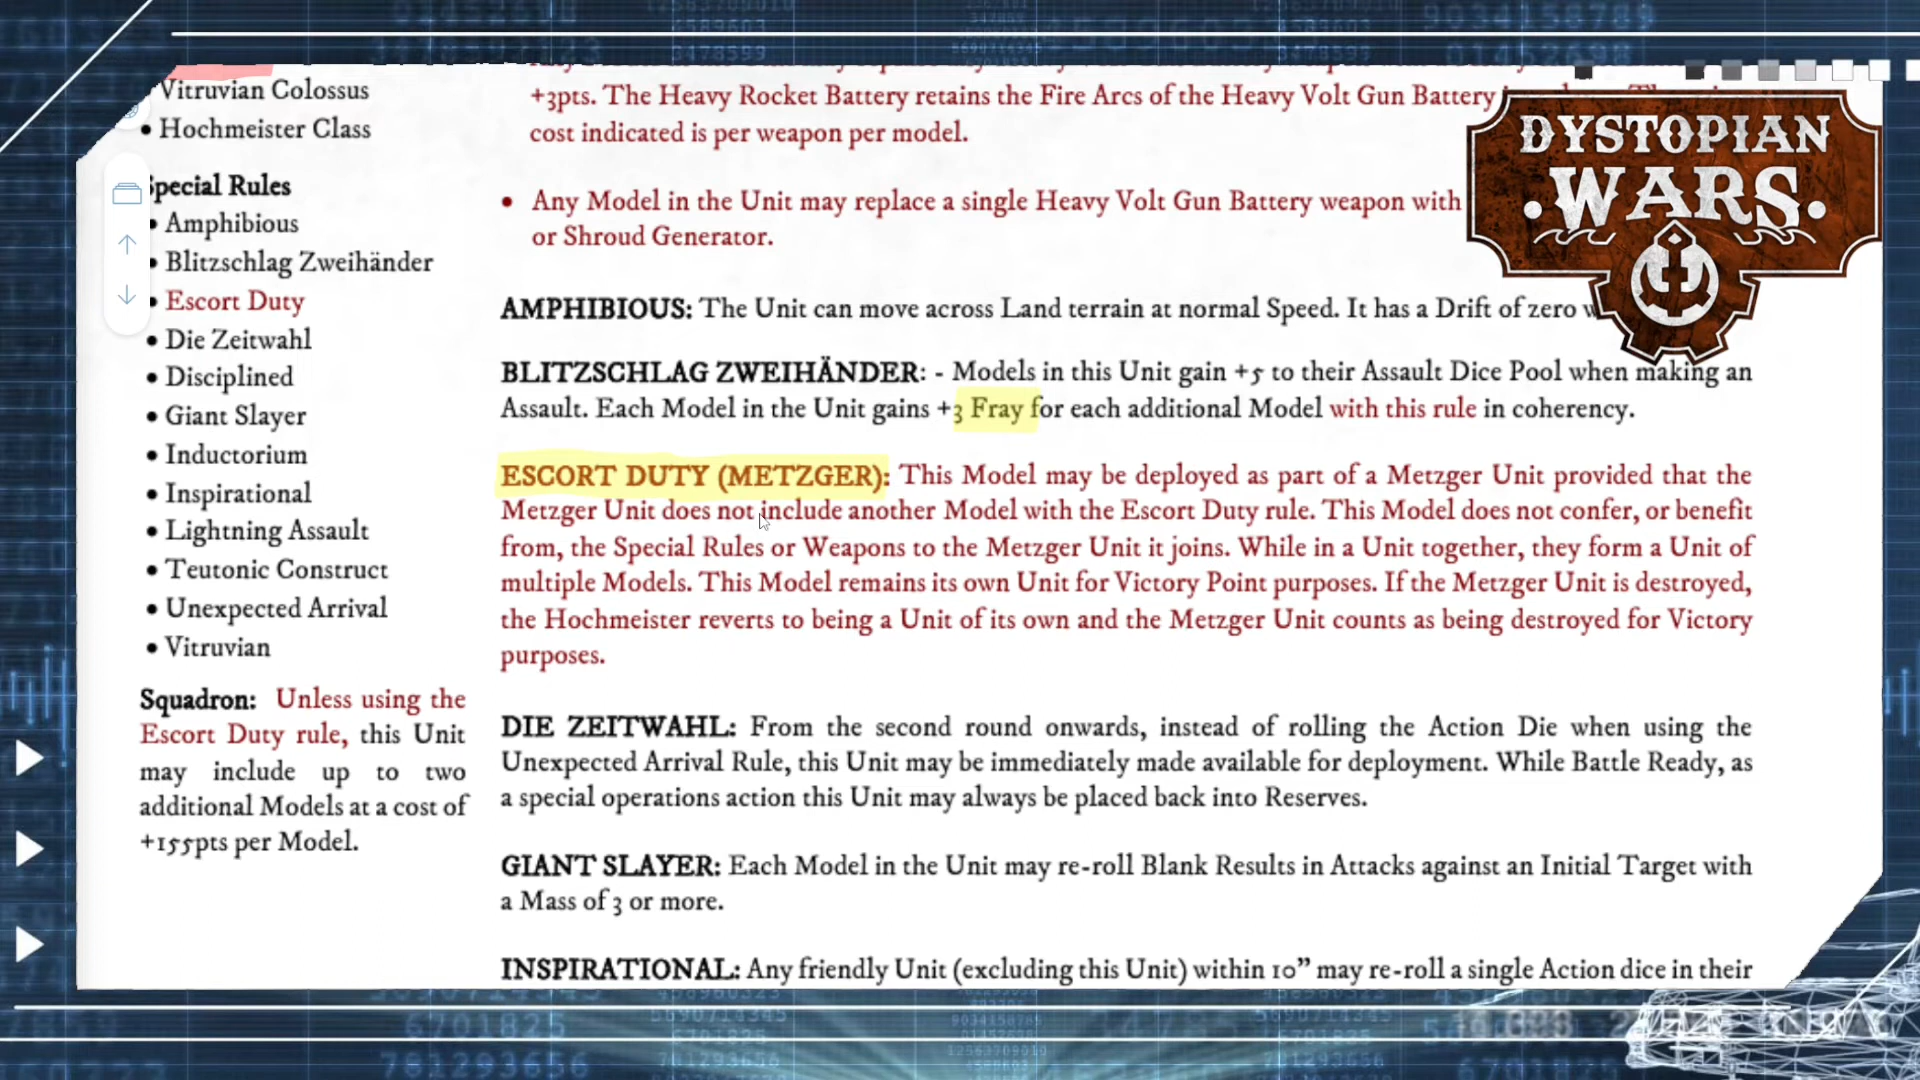 Vitruvian Colossus
• Hochmeister Class
Special Rules
• Amphibious
• Blitzschlag Zweihänder
• Escort Duty
• Die Zeitwahl
• Disciplined
• Giant Slayer
• Inductorium
• Inspirational
• Lightning Assault
• Teutonic Construct
• Unexpected Arrival
• Vitruvian
Squadron: Unless using the
Escort Duty rule, this Unit
may include up to two
additional Models at a cost of
+155pts per Model.
+3pts. The Heavy Rocket Battery retains the Fire Arcs of the Heavy Volt Gun Battery
cost indicated is per weapon per model.
• Any Model in the Unit may replace a single Heavy Volt Gun Battery weapon with
or Shroud Generator.
AMPHIBIOUS: The Unit can move across Land terrain at normal Speed. It has a Drift of zero
BLITZSCHLAG ZWEIHÄNDER: - Models in this Unit gain +5 to their Assault Dice Pool when making an
Assault. Each Model in the Unit gains +3 Fray for each additional Model with this rule in coherency.
ESCORT DUTY (METZGER): This Model may be deployed as part of a Metzger Unit provided that the
Metzger Unit does not include another Model with the Escort Duty rule. This Model does not confer, or benefit
from, the Special Rules or Weapons to the Metzger Unit it joins. While in a Unit together, they form a Unit of
multiple Models. This Model remains its own Unit for Victory Point purposes. If the Metzger Unit is destroyed,
the Hochmeister reverts to being a Unit of its own and the Metzger Unit counts as being destroyed for Victory
purposes.
DIE ZEITWAHL: From the second round onwards, instead of rolling the Action Die when using the
Unexpected Arrival Rule, this Unit may be immediately made available for deployment. While Battle Ready, as
a special operations action this Unit may always be placed back into Reserves.
GIANT SLAYER: Each Model in the Unit may re-roll Blank Results in Attacks against an Initial Target with
a Mass of 3 or more.
INSPIRATIONAL: Any friendly Unit (excluding this Unit) within 10” may re-roll a single Action dice in their
DYSTOPIAN
WARS
6701825
781293656